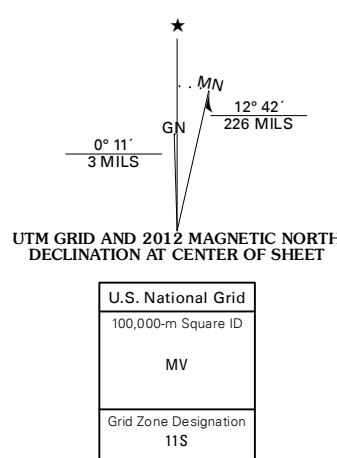 ★
MN
GN
12° 42´
226 MILS
0° 11´
3 MILS
UTM GRID AND 2012 MAGNETIC NORTH
DECLINATION AT CENTER OF SHEET
U.S. National Grid
100,000-m Square ID
MV
Grid Zone Designation
11S